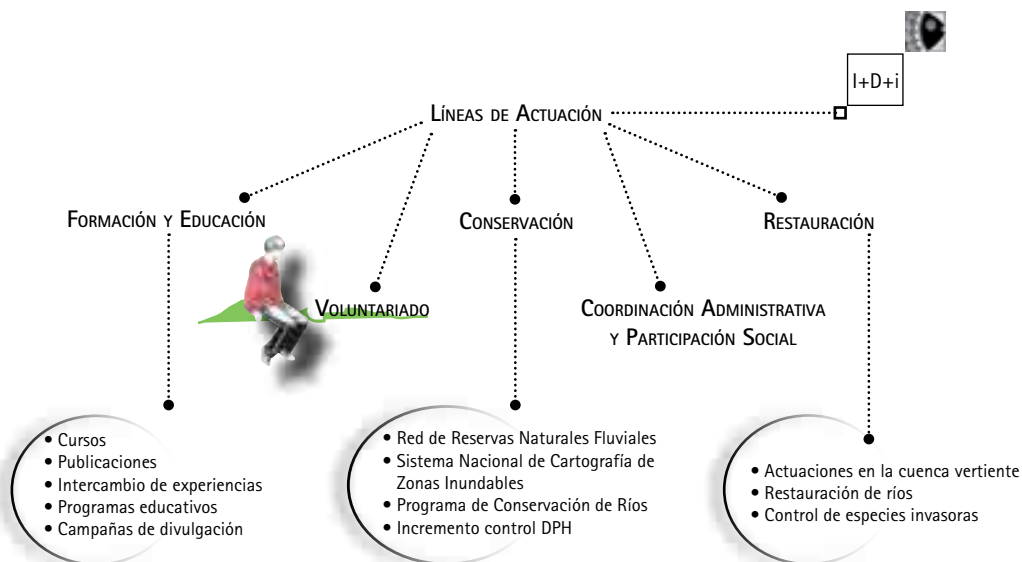 I+D+i
Líneas de Actuación
Formación y Educación
Conservación
Restauración
Voluntariado
Coordinación Administrativa
y Participación Social
• Cursos
• Publicaciones
• Intercambio de experiencias
• Programas educativos
• Campañas de divulgación
• Red de Reservas Naturales Fluviales
• Sistema Nacional de Cartografía de
Zonas Inundables
• Programa de Conservación de Ríos
• Incremento control DPH
• Actuaciones en la cuenca vertiente
• Restauración de ríos
• Control de especies invasoras